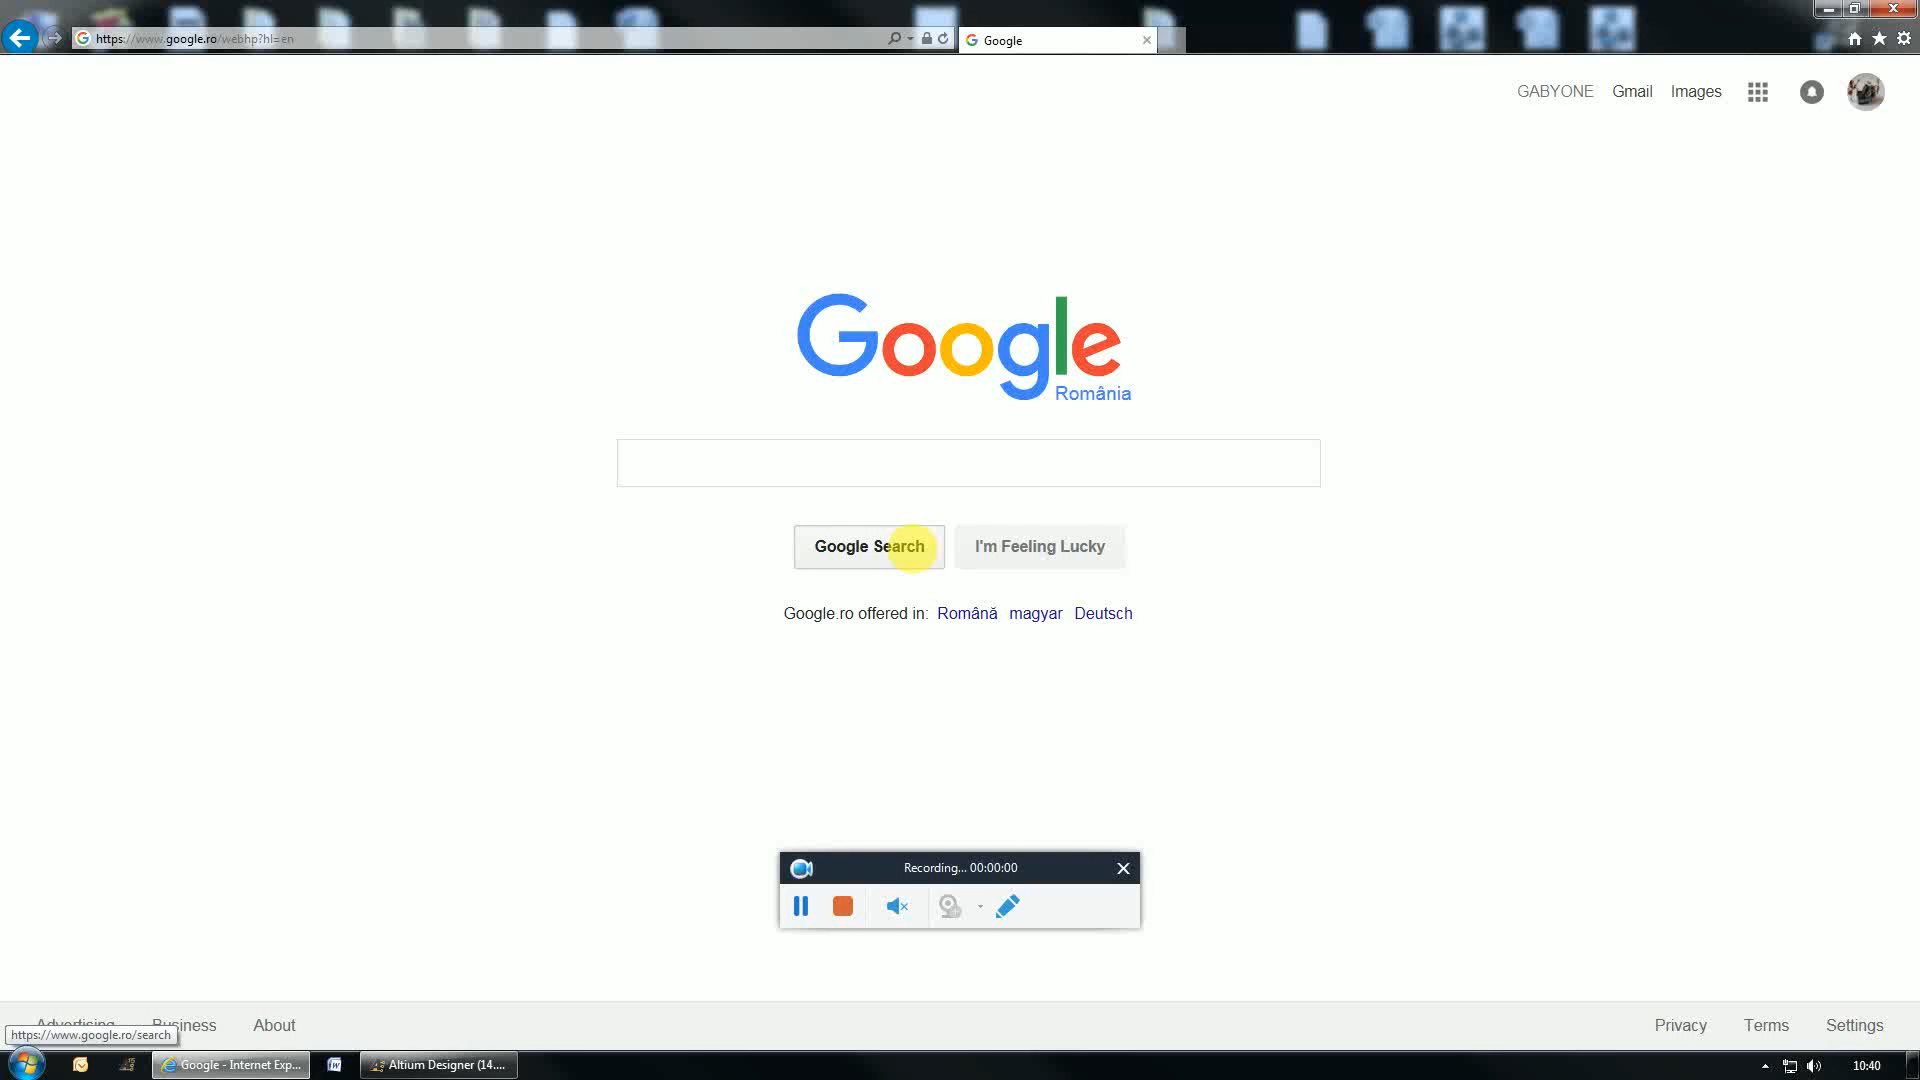 https://www.google.ro/webhp?hl=en
Google
GABYONE Gmail Images
Google
România
Google Search I'm Feeling Lucky
Google.ro offered in: Română magyar Deutsch
Recording... 00:00:00
Advertising Business About Privacy Terms Settings
https://www.google.ro/search
Google - Internet Exp... Altium Designer (14.... 10:40